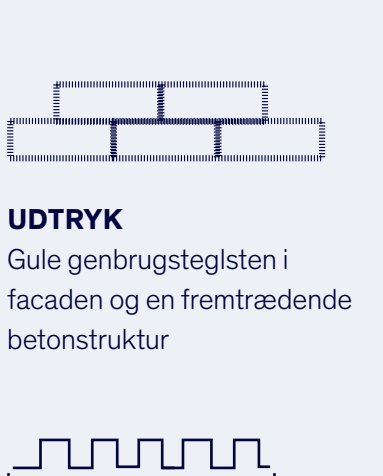 UDTRYK
Gule genbrugsteglsten i
facaden og en fremtrædende
betonstruktur